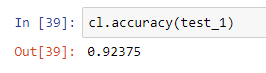 In [39]: cl.accuracy(test_1)
Out[39]: 0.92375